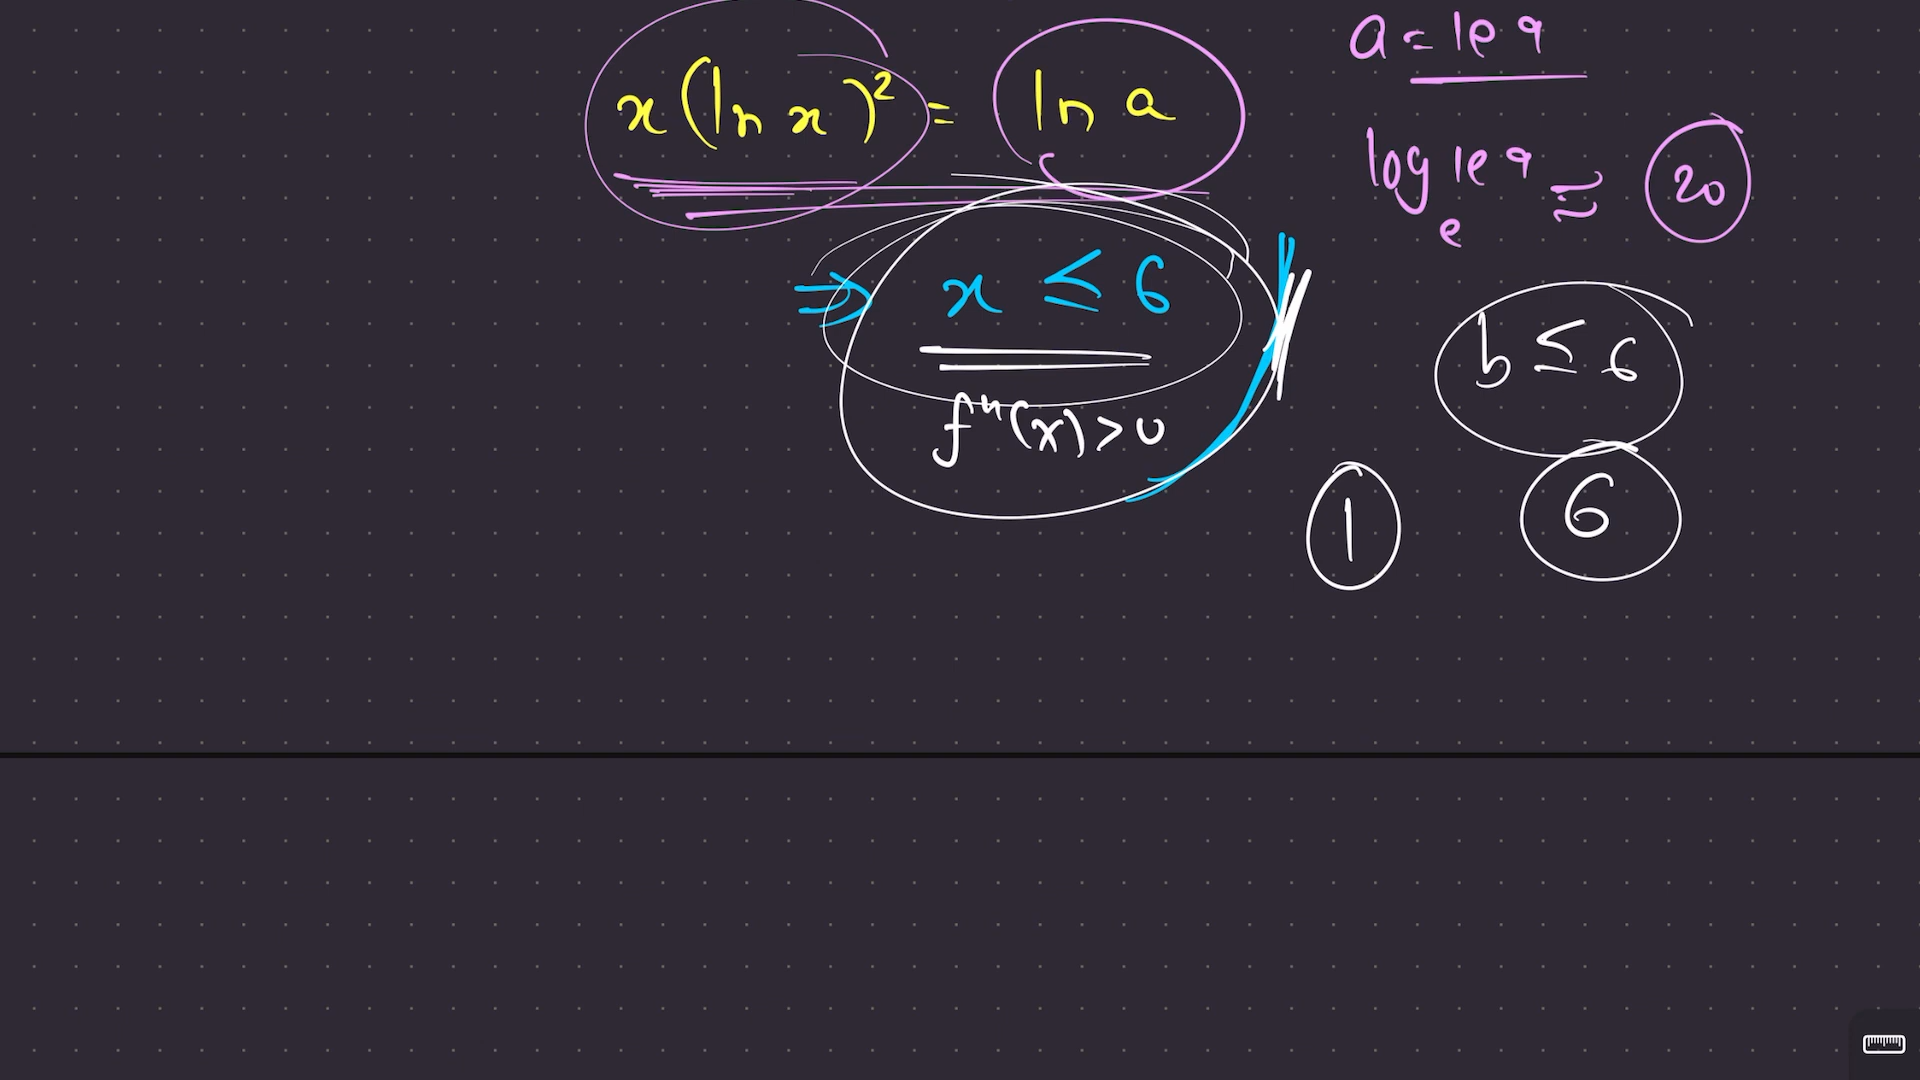 x(ln x)² = ln a
a = 1e9
log_e 1e9 ≈ 20
⇒ x ≤ 6
f"(x) > 0
b ≤ 6
1
6